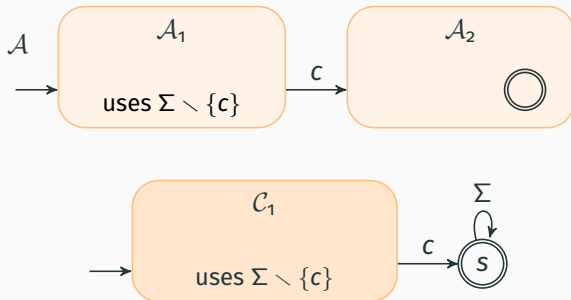 𝒜
𝒜₁
uses Σ ∖ {c}
c
𝒜₂
𝒞₁
uses Σ ∖ {c}
c
Σ
s